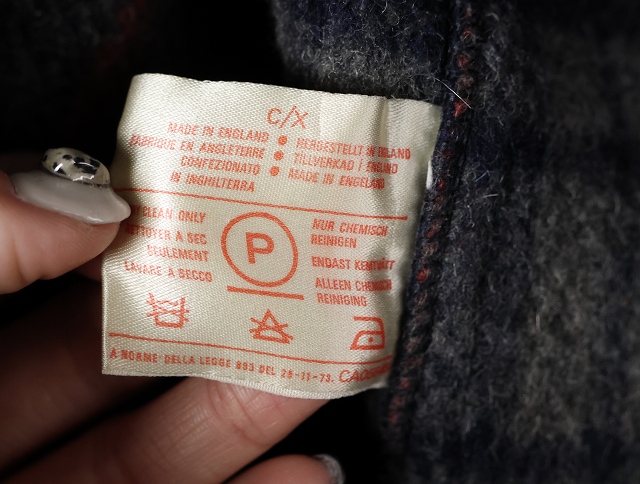 C/X
MADE IN ENGLAND
FABRIQUE EN ANGLETERRE
CONFEZIONATO
IN INGHILTERRA
HERGESTELLT IN ENGLAND
TILLVERKAD I ENGLAND
MADE IN ENGELAND
CLEAN ONLY
NETTOYER A SEC
SEULEMENT
LAVARE A SECCO
P
NUR CHEMISCH
REINIGEN
ENDAST KEMTVÄTT
ALLEEN CHEMISCH
REINIGING
A NORME DELLA LEGGE 883 DEL 26-11-73.